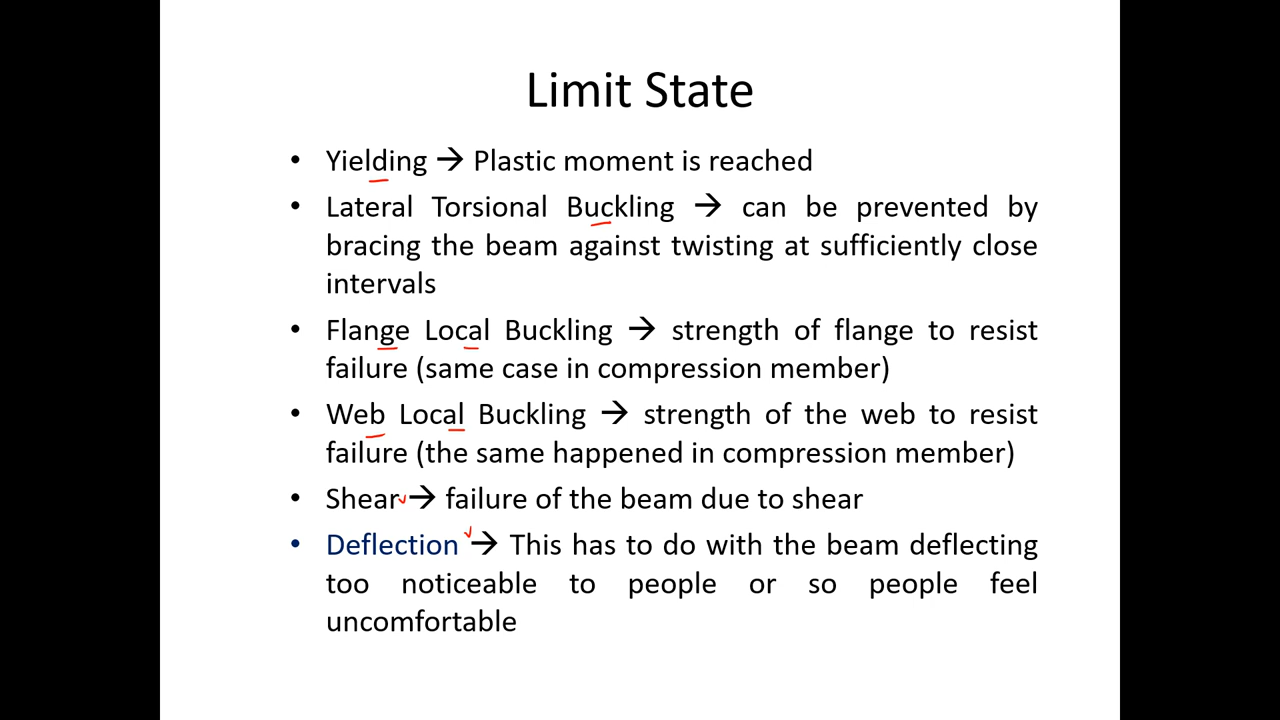 Limit State
• Yielding → Plastic moment is reached
• Lateral Torsional Buckling → can be prevented by
bracing the beam against twisting at sufficiently close
intervals
• Flange Local Buckling → strength of flange to resist
failure (same case in compression member)
• Web Local Buckling → strength of the web to resist
failure (the same happened in compression member)
• Shear → failure of the beam due to shear
• Deflection → This has to do with the beam deflecting
too noticeable to people or so people feel
uncomfortable